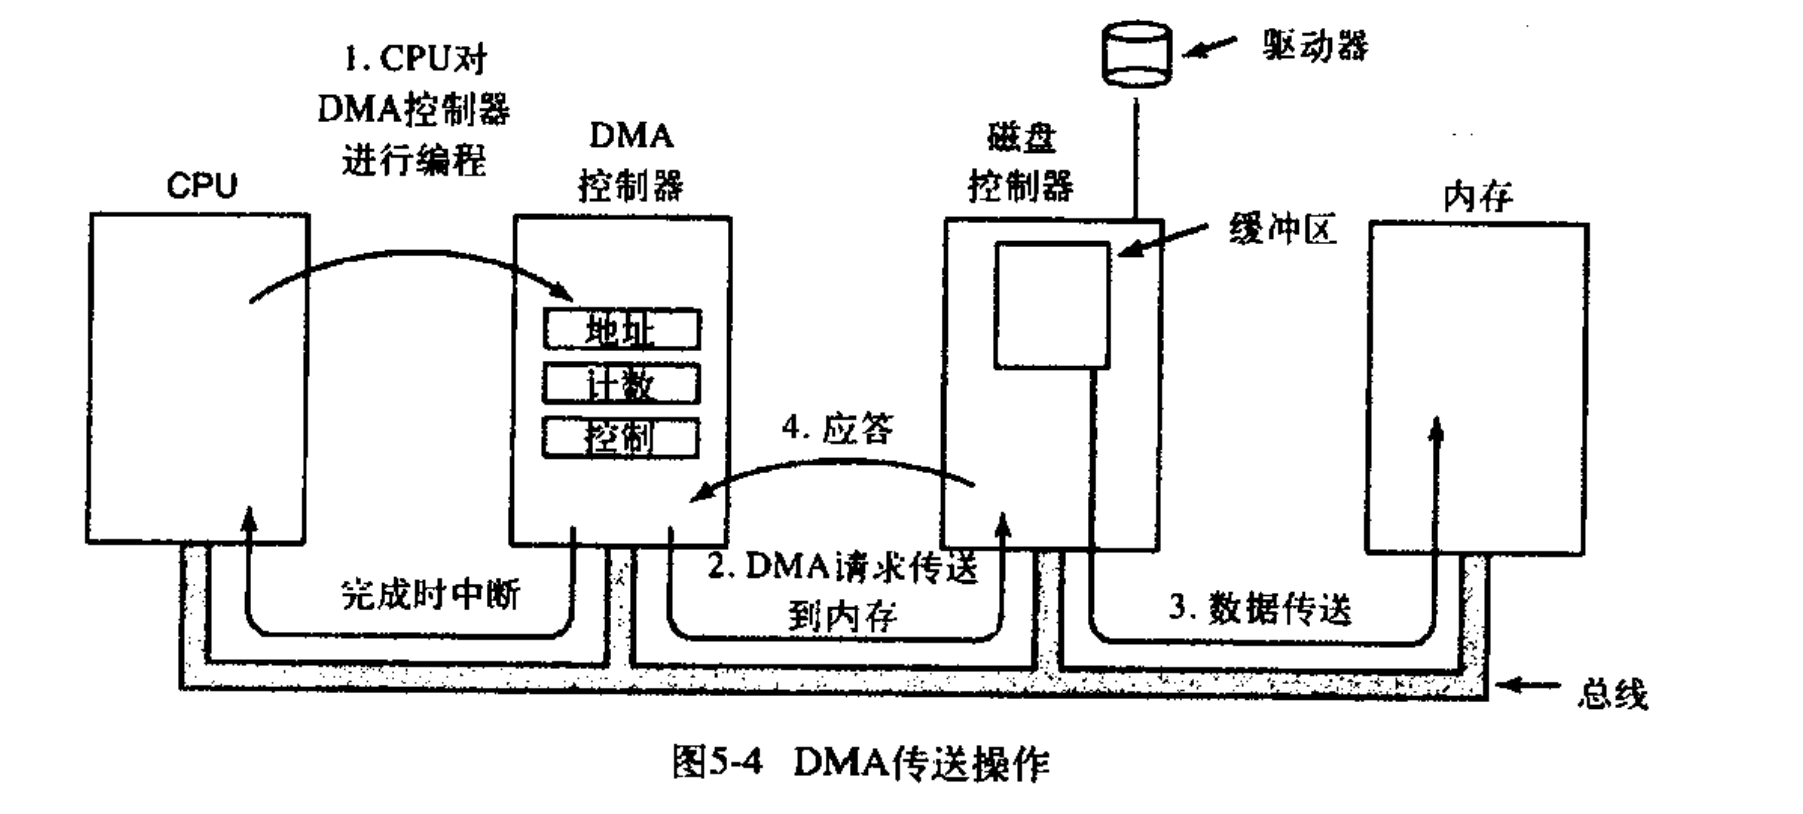 驱动器
1. CPU对
DMA控制器
进行编程
CPU
DMA
控制器
磁盘
控制器
内存
缓冲区
地址
计数
控制
4. 应答
完成时中断
2. DMA请求传送
到内存
3. 数据传送
总线
图5-4 DMA传送操作